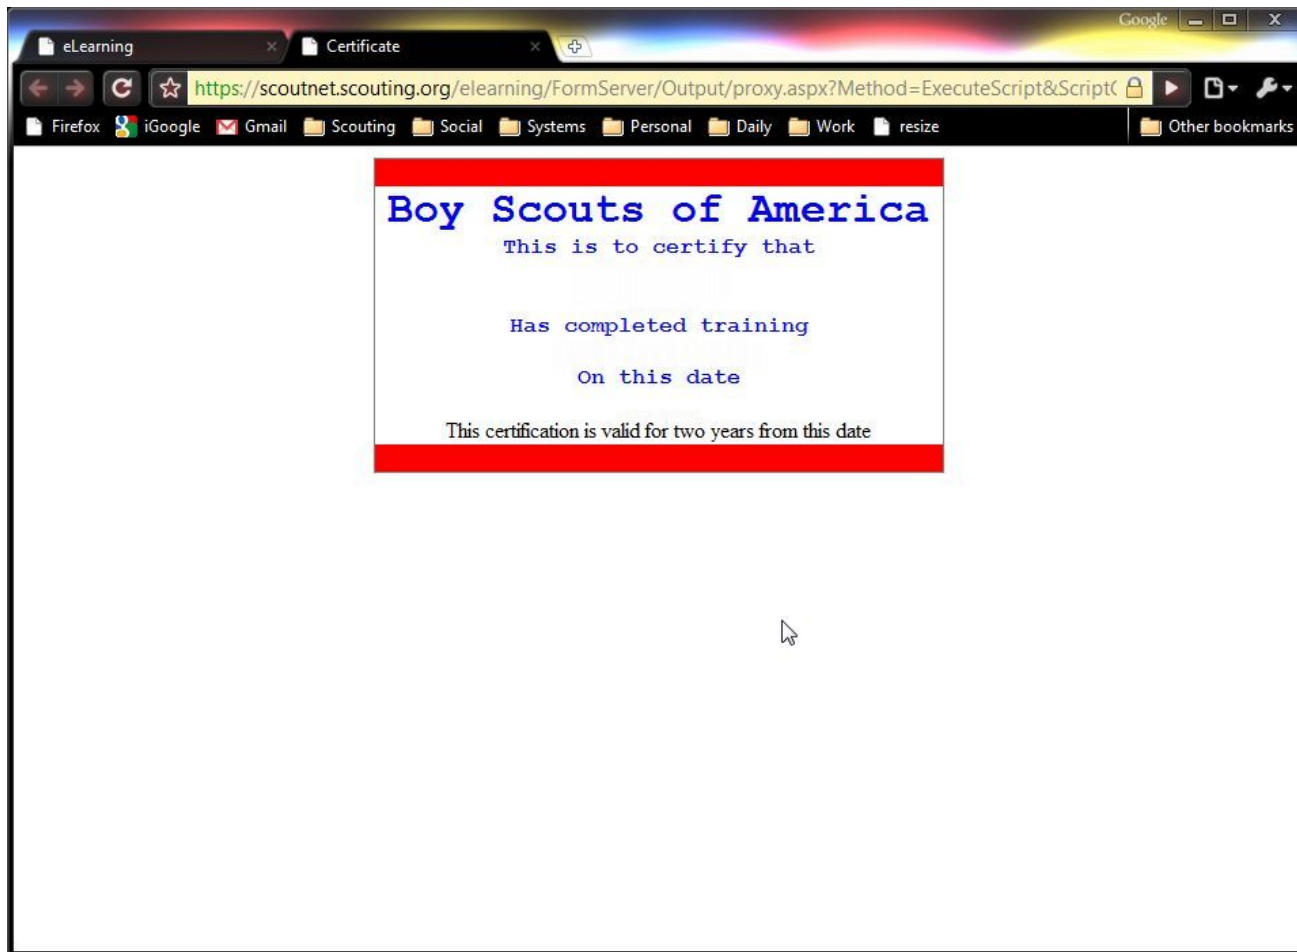 Google
eLearning
Certificate
https://scoutnet.scouting.org/elearning/FormServer/Output/proxy.aspx?Method=ExecuteScript&Script(
Firefox iGoogle Gmail Scouting Social Systems Personal Daily Work resize Other bookmarks
Boy Scouts of America
This is to certify that
Has completed training
On this date
This certification is valid for two years from this date